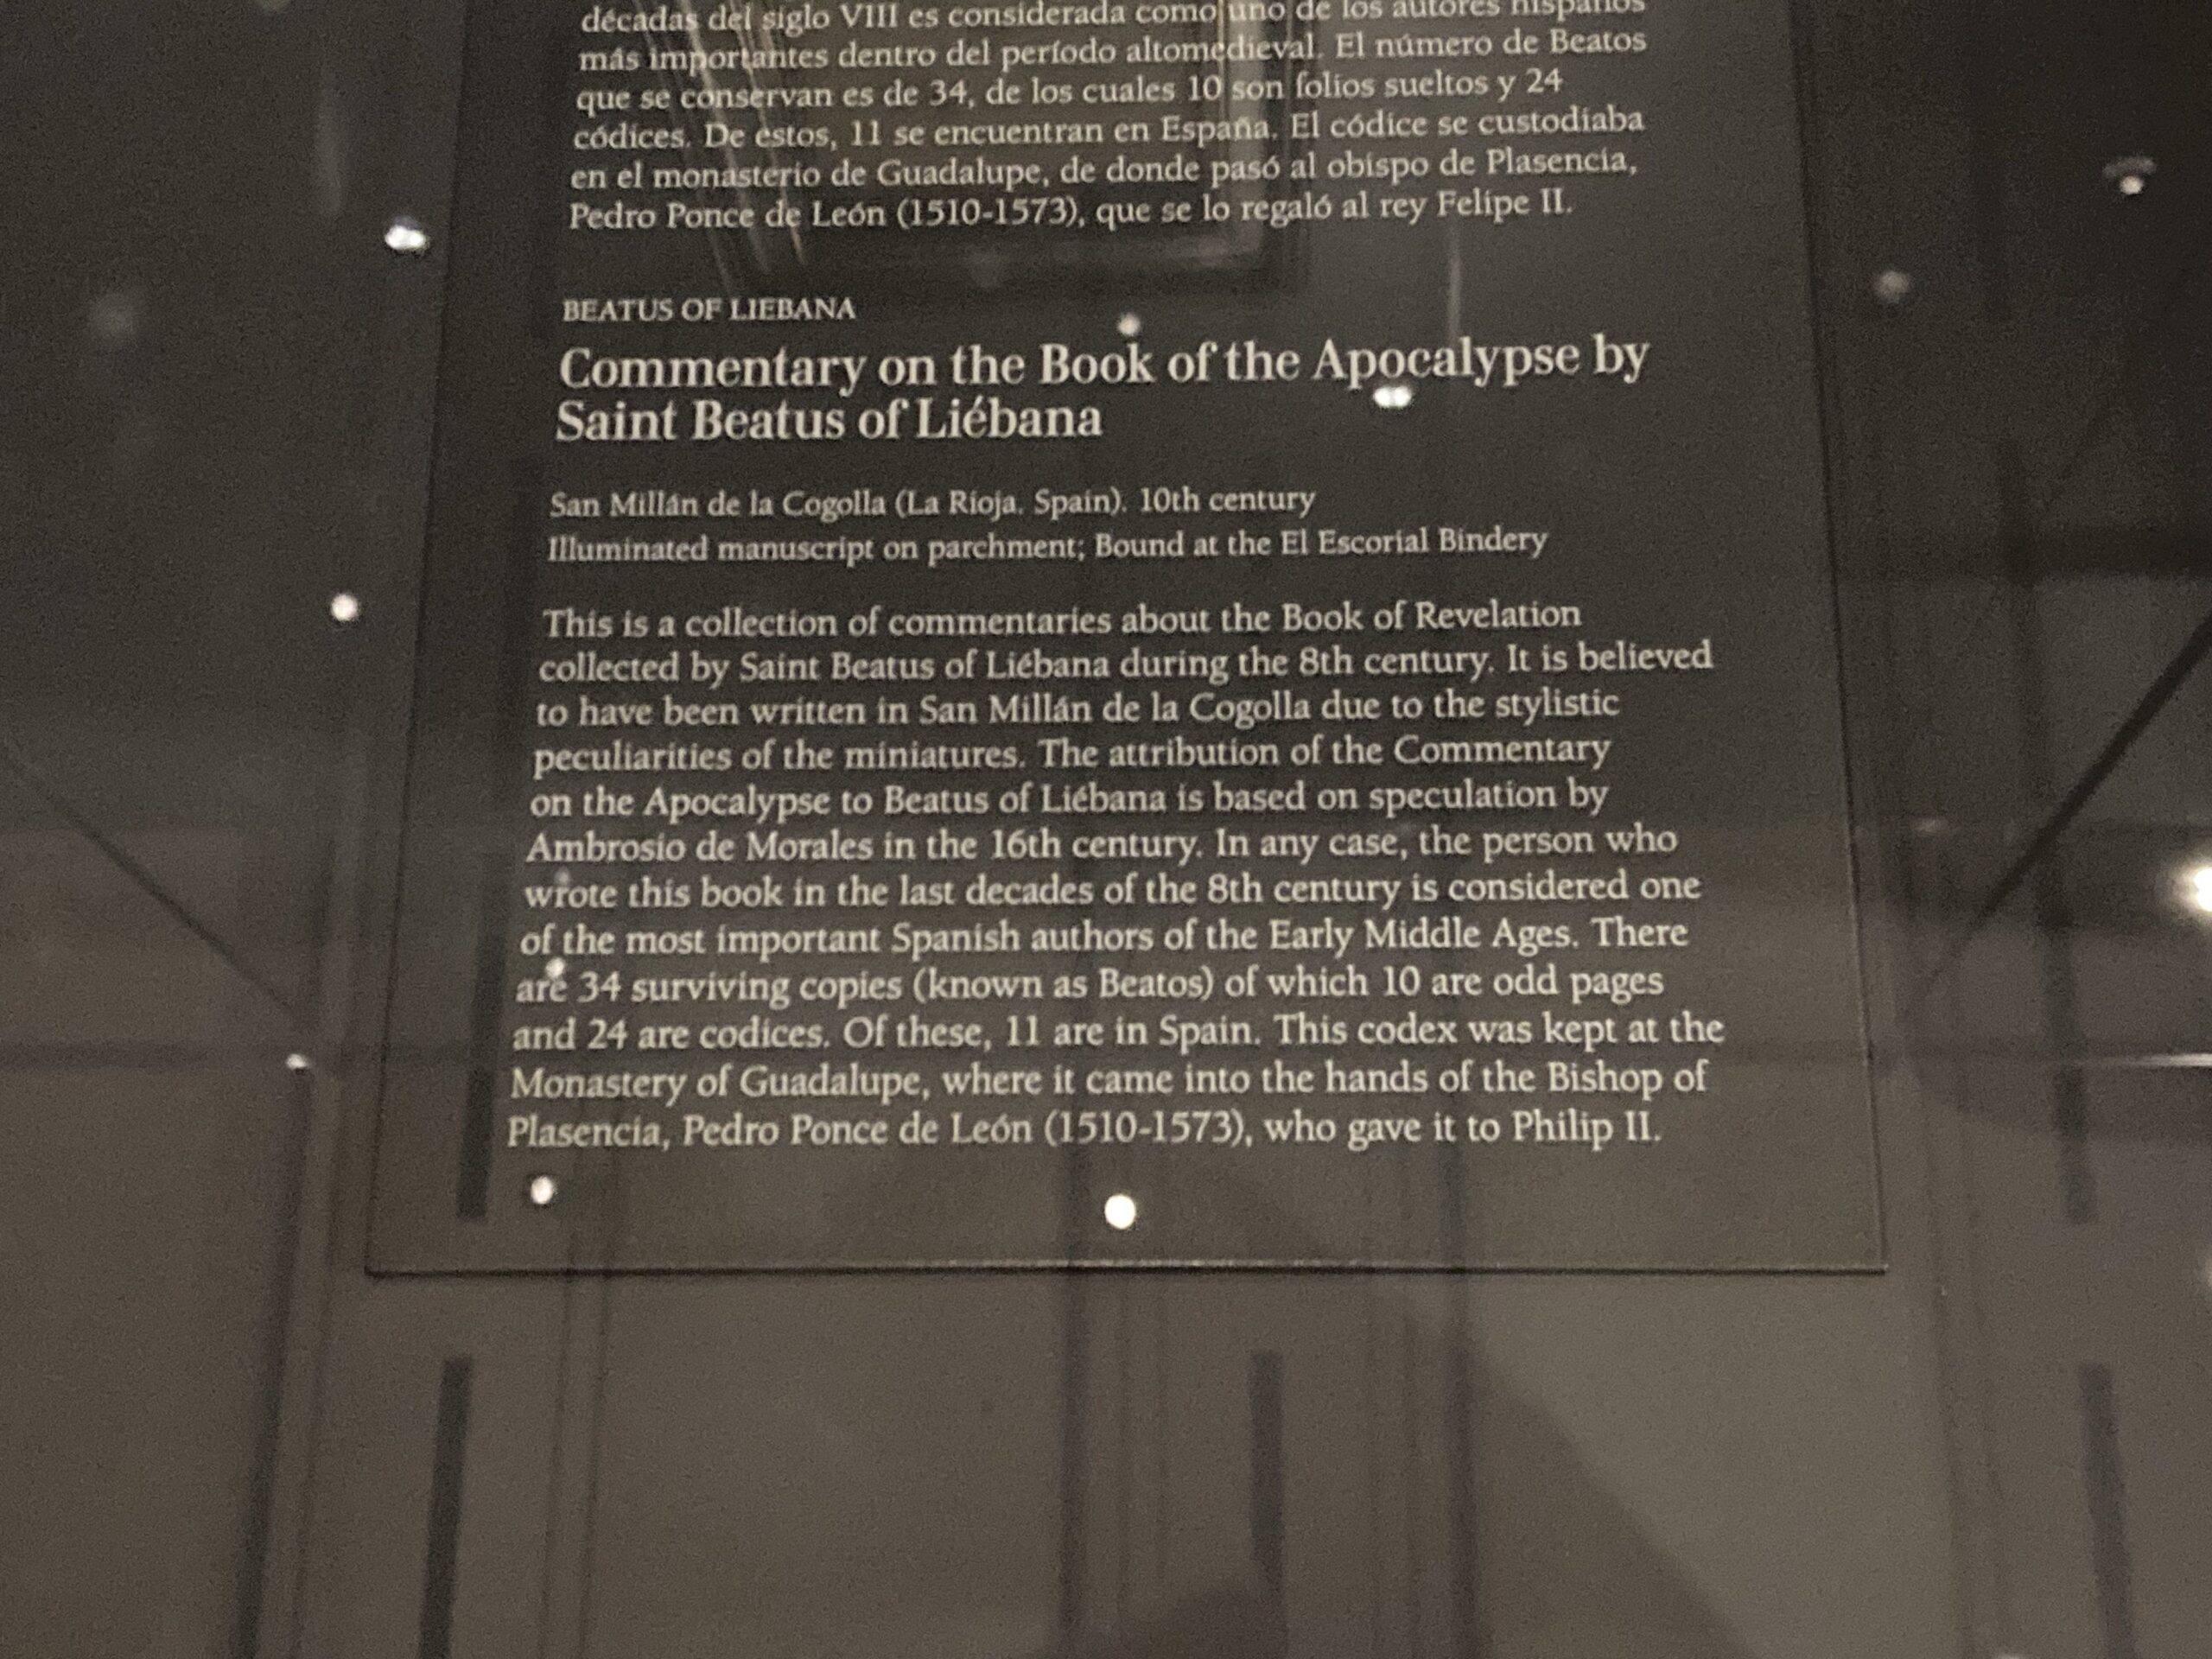 décadas del siglo VIII es considerada como uno de los autores hispanos
más importantes dentro del período altomedieval. El número de Beatos
que se conservan es de 34, de los cuales 10 son folios sueltos y 24
códices. De estos, 11 se encuentran en España. El códice se custodiaba
en el monasterio de Guadalupe, de donde pasó al obispo de Plasencia,
Pedro Ponce de León (1510-1573), que se lo regaló al rey Felipe II.
BEATUS OF LIEBANA
Commentary on the Book of the Apocalypse by
Saint Beatus of Liébana
San Millán de la Cogolla (La Rioja. Spain). 10th century
Illuminated manuscript on parchment; Bound at the El Escorial Bindery
This is a collection of commentaries about the Book of Revelation
collected by Saint Beatus of Liébana during the 8th century. It is believed
to have been written in San Millán de la Cogolla due to the stylistic
peculiarities of the miniatures. The attribution of the Commentary
on the Apocalypse to Beatus of Liébana is based on speculation by
Ambrosio de Morales in the 16th century. In any case, the person who
wrote this book in the last decades of the 8th century is considered one
of the most important Spanish authors of the Early Middle Ages. There
are 34 surviving copies (known as Beatos) of which 10 are odd pages
and 24 are codices. Of these, 11 are in Spain. This codex was kept at the
Monastery of Guadalupe, where it came into the hands of the Bishop of
Plasencia, Pedro Ponce de León (1510-1573), who gave it to Philip II.